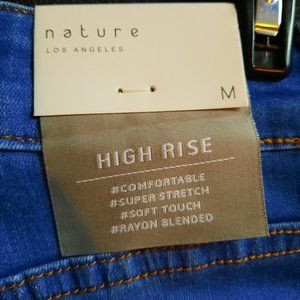 nature
LOS ANGELES
M
HIGH RISE
#COMFORTABLE
#SUPER STRETCH
#SOFT TOUCH
#RAYON BLENDED